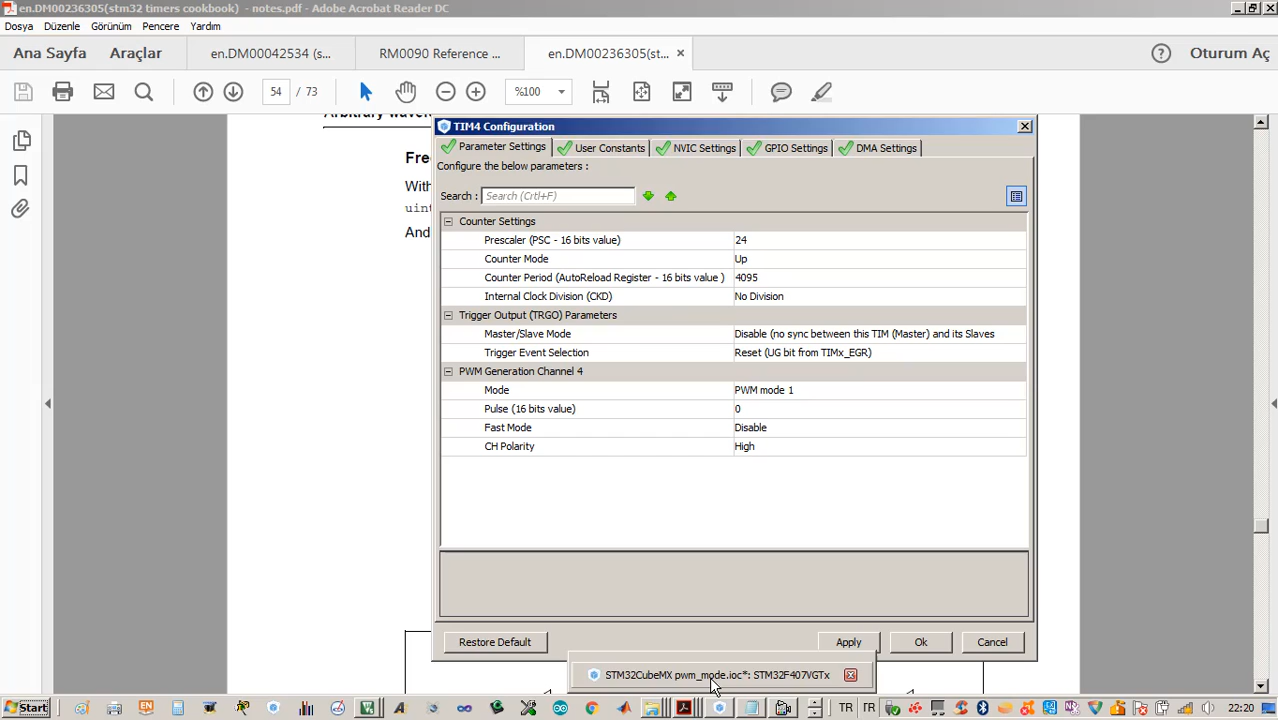 en.DM00236305(stm32 timers cookbook) - notes.pdf - Adobe Acrobat Reader DC
Dosya Düzenle Görünüm Pencere Yardım
Ana Sayfa Araçlar en.DM00042534 (s... RM0090 Reference ... en.DM00236305(st... × ? Oturum Aç
54 / 73 %100
TIM4 Configuration
Parameter Settings User Constants NVIC Settings GPIO Settings DMA Settings
Configure the below parameters :
Search : Search (Crtl+F)
Fre
With
uint
And
Counter Settings
Prescaler (PSC - 16 bits value) 24
Counter Mode Up
Counter Period (AutoReload Register - 16 bits value ) 4095
Internal Clock Division (CKD) No Division
Trigger Output (TRGO) Parameters
Master/Slave Mode Disable (no sync between this TIM (Master) and its Slaves
Trigger Event Selection Reset (UG bit from TIMx_EGR)
PWM Generation Channel 4
Mode PWM mode 1
Pulse (16 bits value) 0
Fast Mode Disable
CH Polarity High
Restore Default Apply Ok Cancel
STM32CubeMX pwm_mode.ioc*: STM32F407VGTx
Start TR FR 22:20